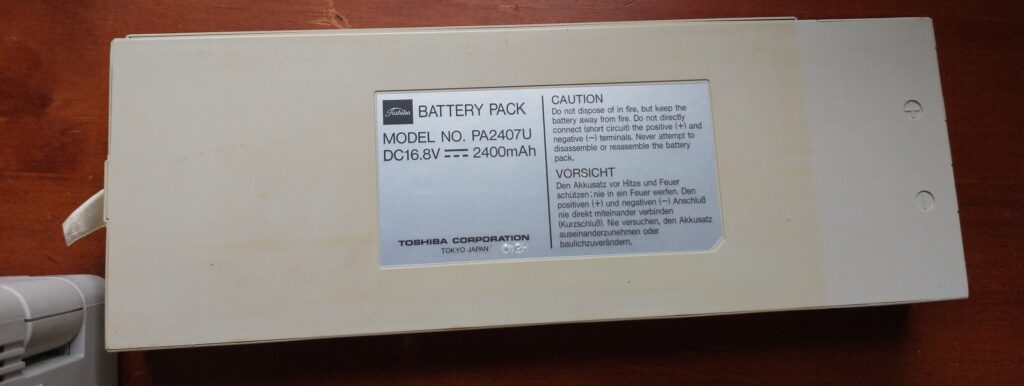 Toshiba BATTERY PACK
MODEL NO. PA2407U
DC16.8V 2400mAh
TOSHIBA CORPORATION
TOKYO JAPAN
CAUTION
Do not dispose of in fire, but keep the
battery away from fire. Do not directly
connect (short circuit) the positive (+) and
negative (−) terminals. Never attempt to
disassemble or reassemble the battery
pack.
VORSICHT
Den Akkusatz vor Hitze und Feuer
schützen: nie in ein Feuer werfen. Den
positiven (+) und negativen (−) Anschluß
nie direkt miteinander verbinden
(Kurzschluß). Nie versuchen, den Akkusatz
auseinanderzunehmen oder
baulichzuverändern.
+
−